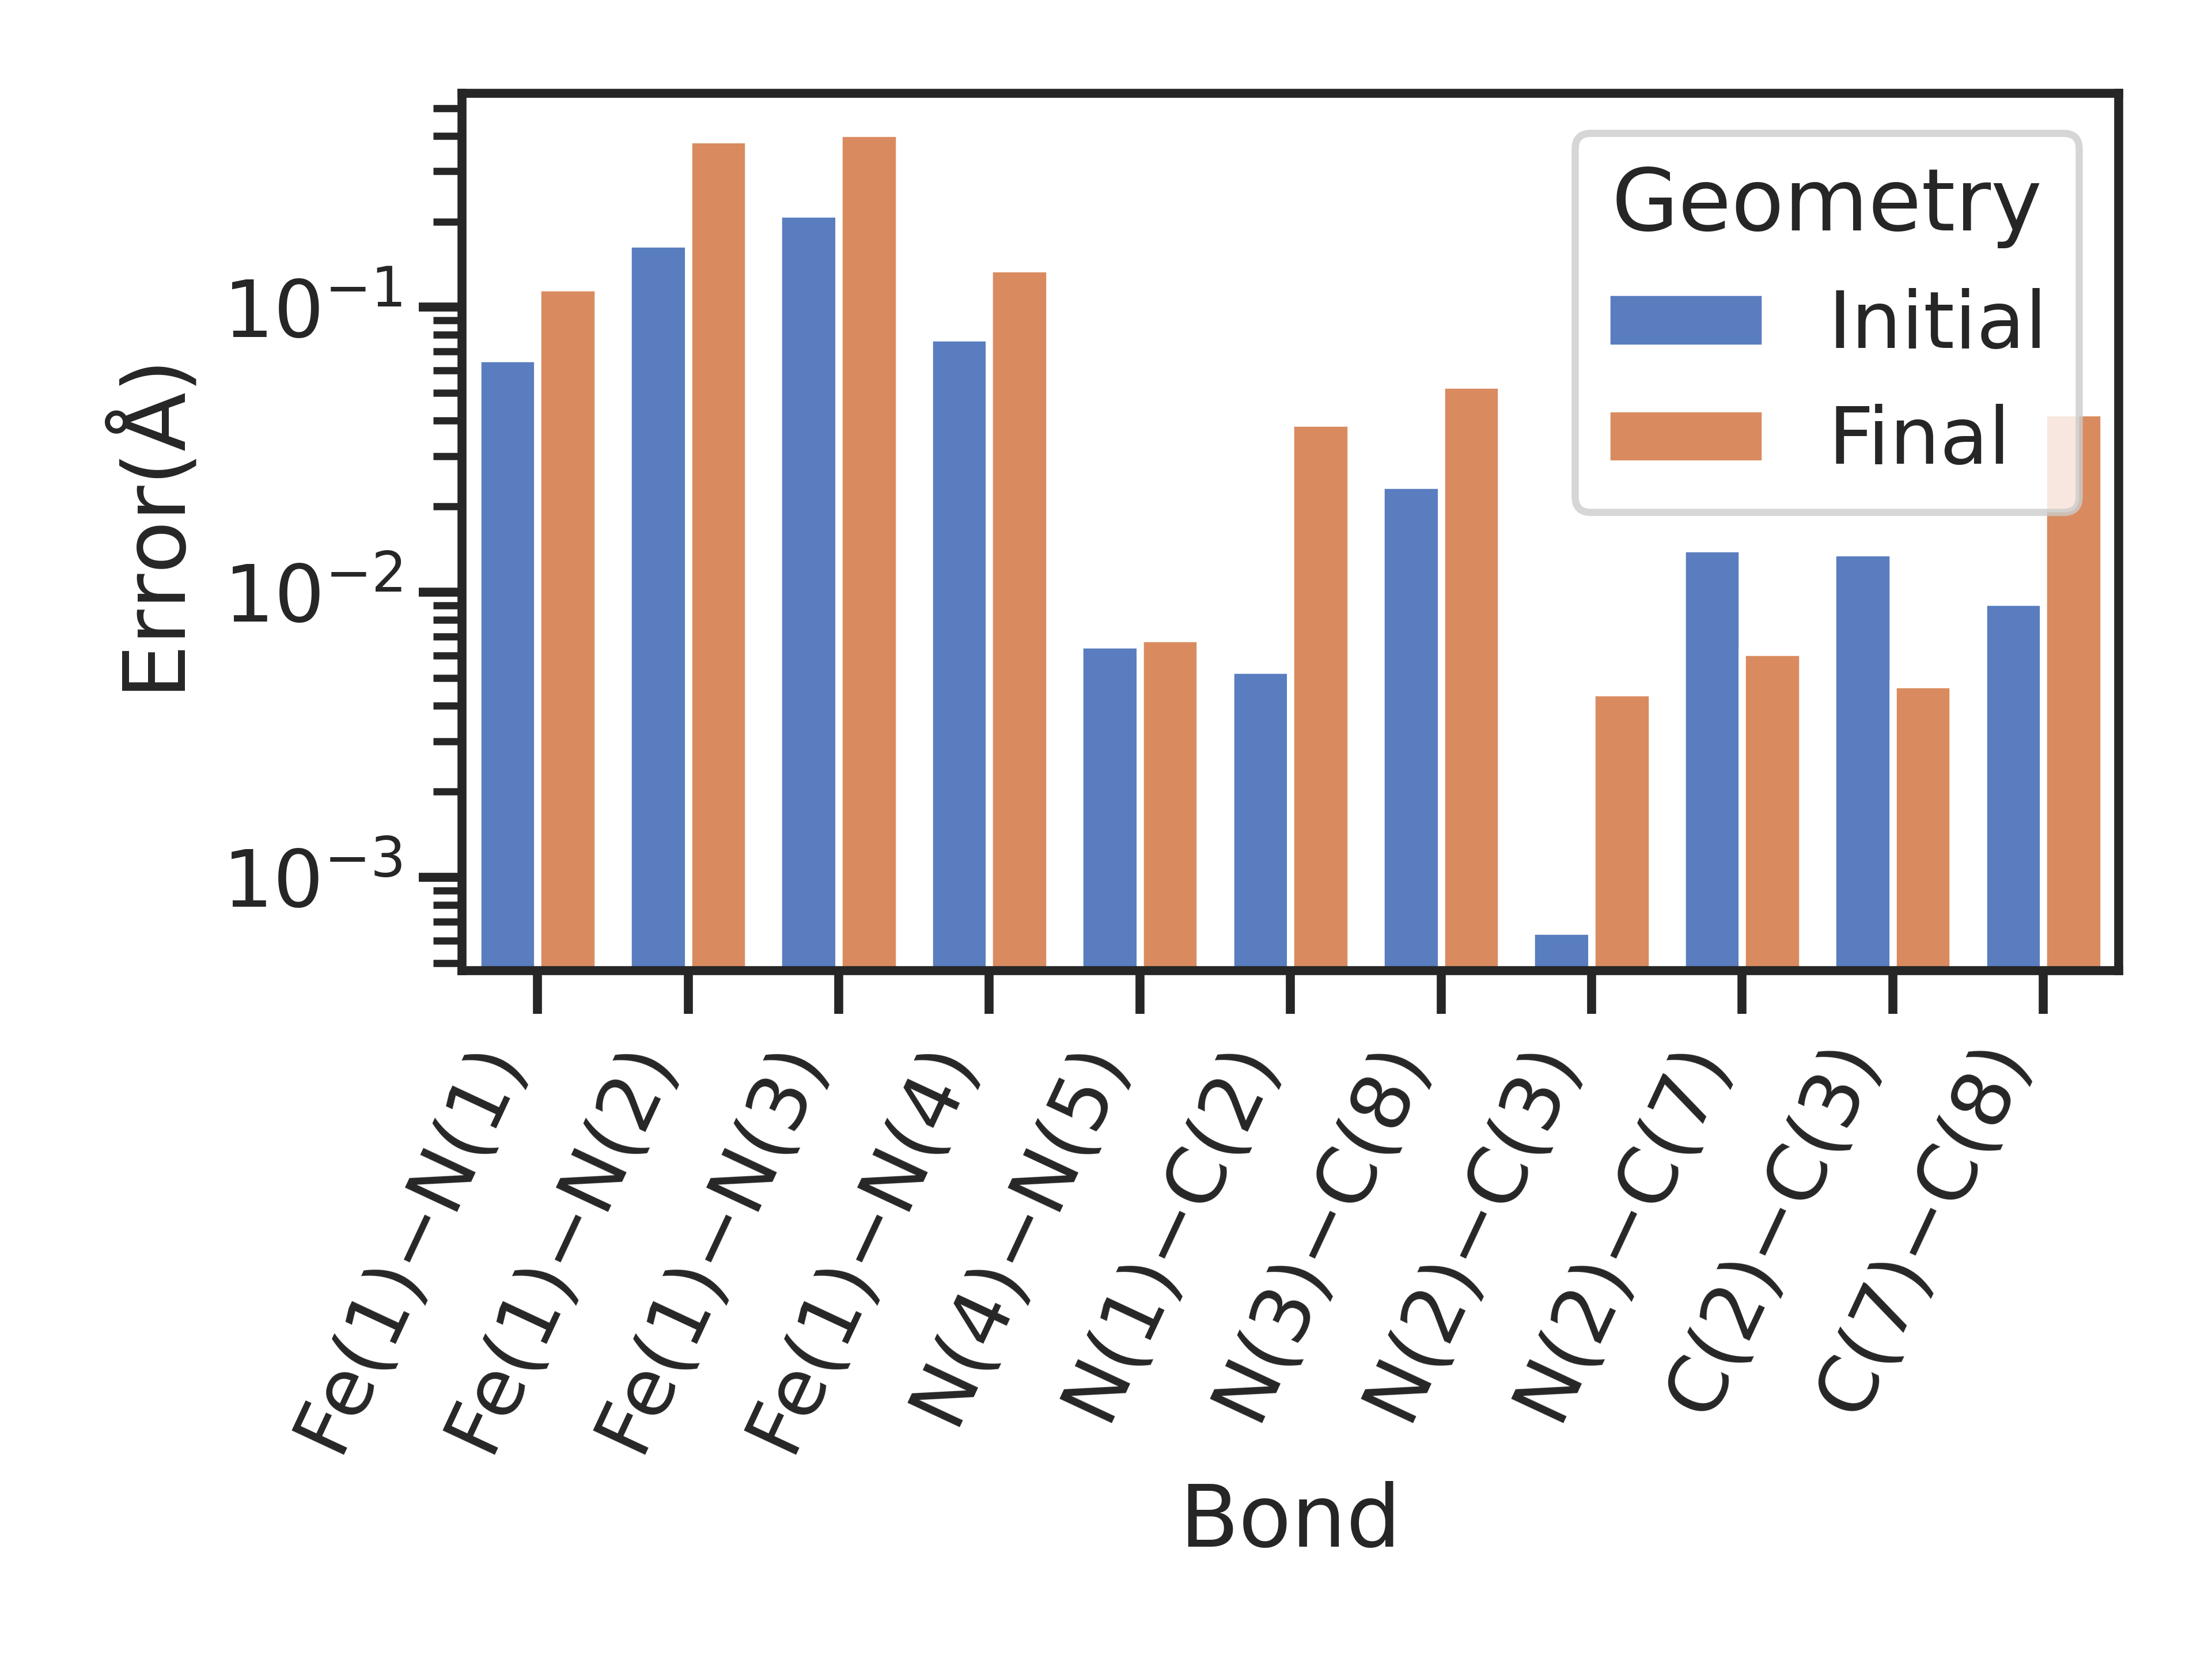 Geometry
Initial
Final
Error(Å)
10⁻¹
10⁻²
10⁻³
Fe(1)−N(1)
Fe(1)−N(2)
Fe(1)−N(3)
Fe(1)−N(4)
N(4)−N(5)
N(1)−C(2)
N(3)−C(8)
N(2)−C(3)
N(2)−C(7)
C(2)−C(3)
C(7)−C(8)
Bond